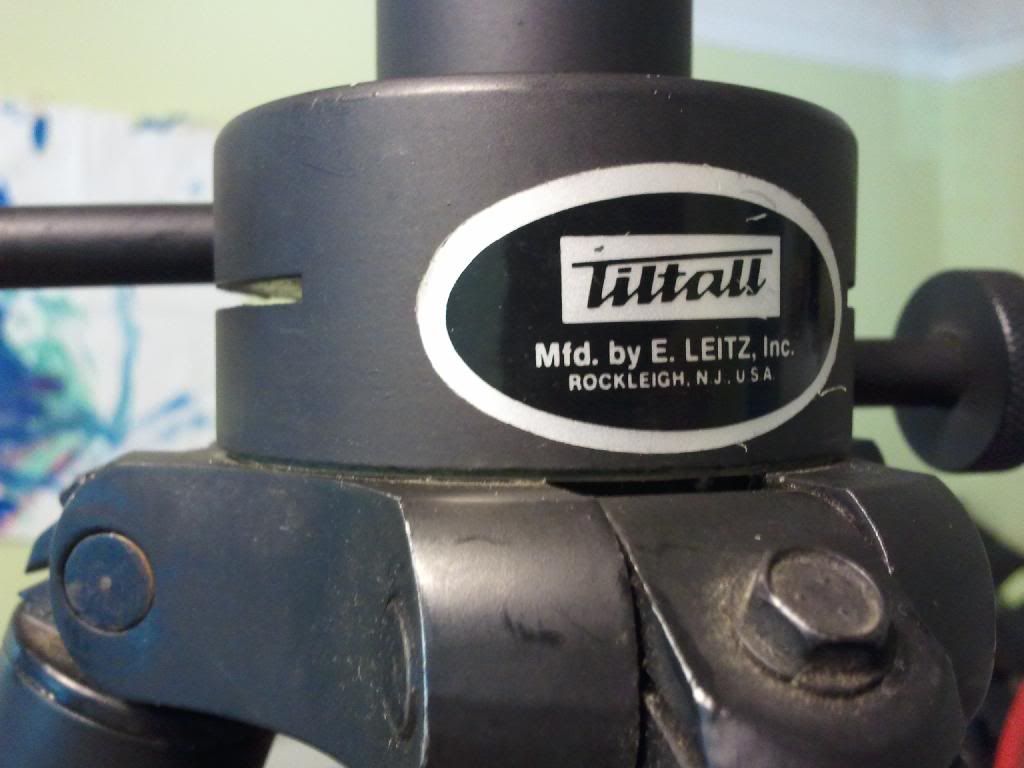 Tiltall
Mfd. by E. LEITZ, Inc.
ROCKLEIGH, N.J., U.S.A.